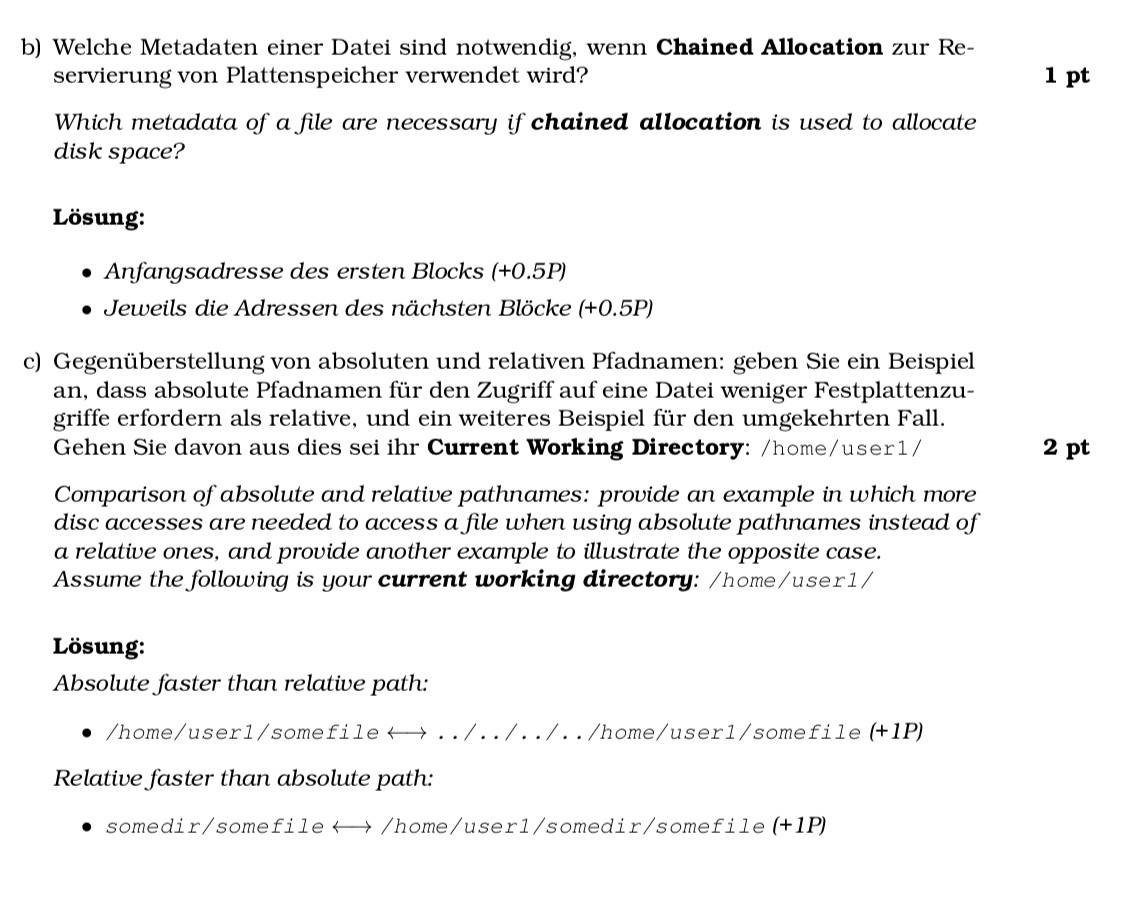 b) Welche Metadaten einer Datei sind notwendig, wenn Chained Allocation zur Re-
servierung von Plattenspeicher verwendet wird? 1 pt
Which metadata of a file are necessary if chained allocation is used to allocate
disk space?
Lösung:
• Anfangsadresse des ersten Blocks (+0.5P)
• Jeweils die Adressen des nächsten Blöcke (+0.5P)
c) Gegenüberstellung von absoluten und relativen Pfadnamen: geben Sie ein Beispiel
an, dass absolute Pfadnamen für den Zugriff auf eine Datei weniger Festplattenzu-
griffe erfordern als relative, und ein weiteres Beispiel für den umgekehrten Fall.
Gehen Sie davon aus dies sei ihr Current Working Directory: /home/user1/ 2 pt
Comparison of absolute and relative pathnames: provide an example in which more
disc accesses are needed to access a file when using absolute pathnames instead of
a relative ones, and provide another example to illustrate the opposite case.
Assume the following is your current working directory: /home/user1/
Lösung:
Absolute faster than relative path:
• /home/user1/somefile ⟷ ../../../../home/user1/somefile (+1P)
Relative faster than absolute path:
• somedir/somefile ⟷ /home/user1/somedir/somefile (+1P)